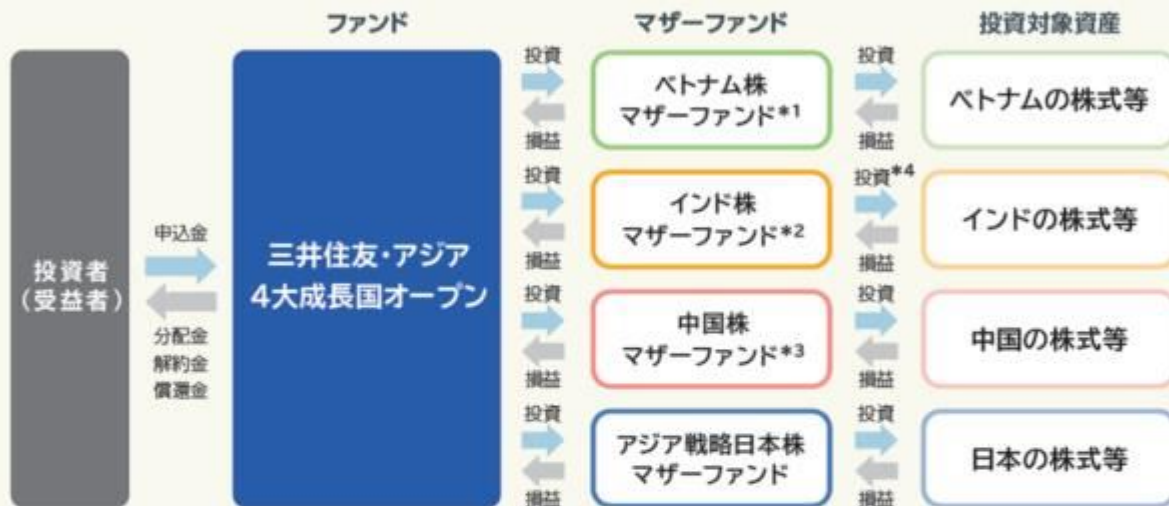 ファンド
マザーファンド
投資対象資産
投資者
(受益者)
申込金
分配金
解約金
償還金
三井住友・アジア
4大成長国オープン
投資
損益
ベトナム株
マザーファンド*1
投資
損益
ベトナムの株式等
投資
損益
インド株
マザーファンド*2
投資*4
損益
インドの株式等
投資
損益
中国株
マザーファンド*3
投資
損益
中国の株式等
投資
損益
アジア戦略日本株
マザーファンド
投資
損益
日本の株式等